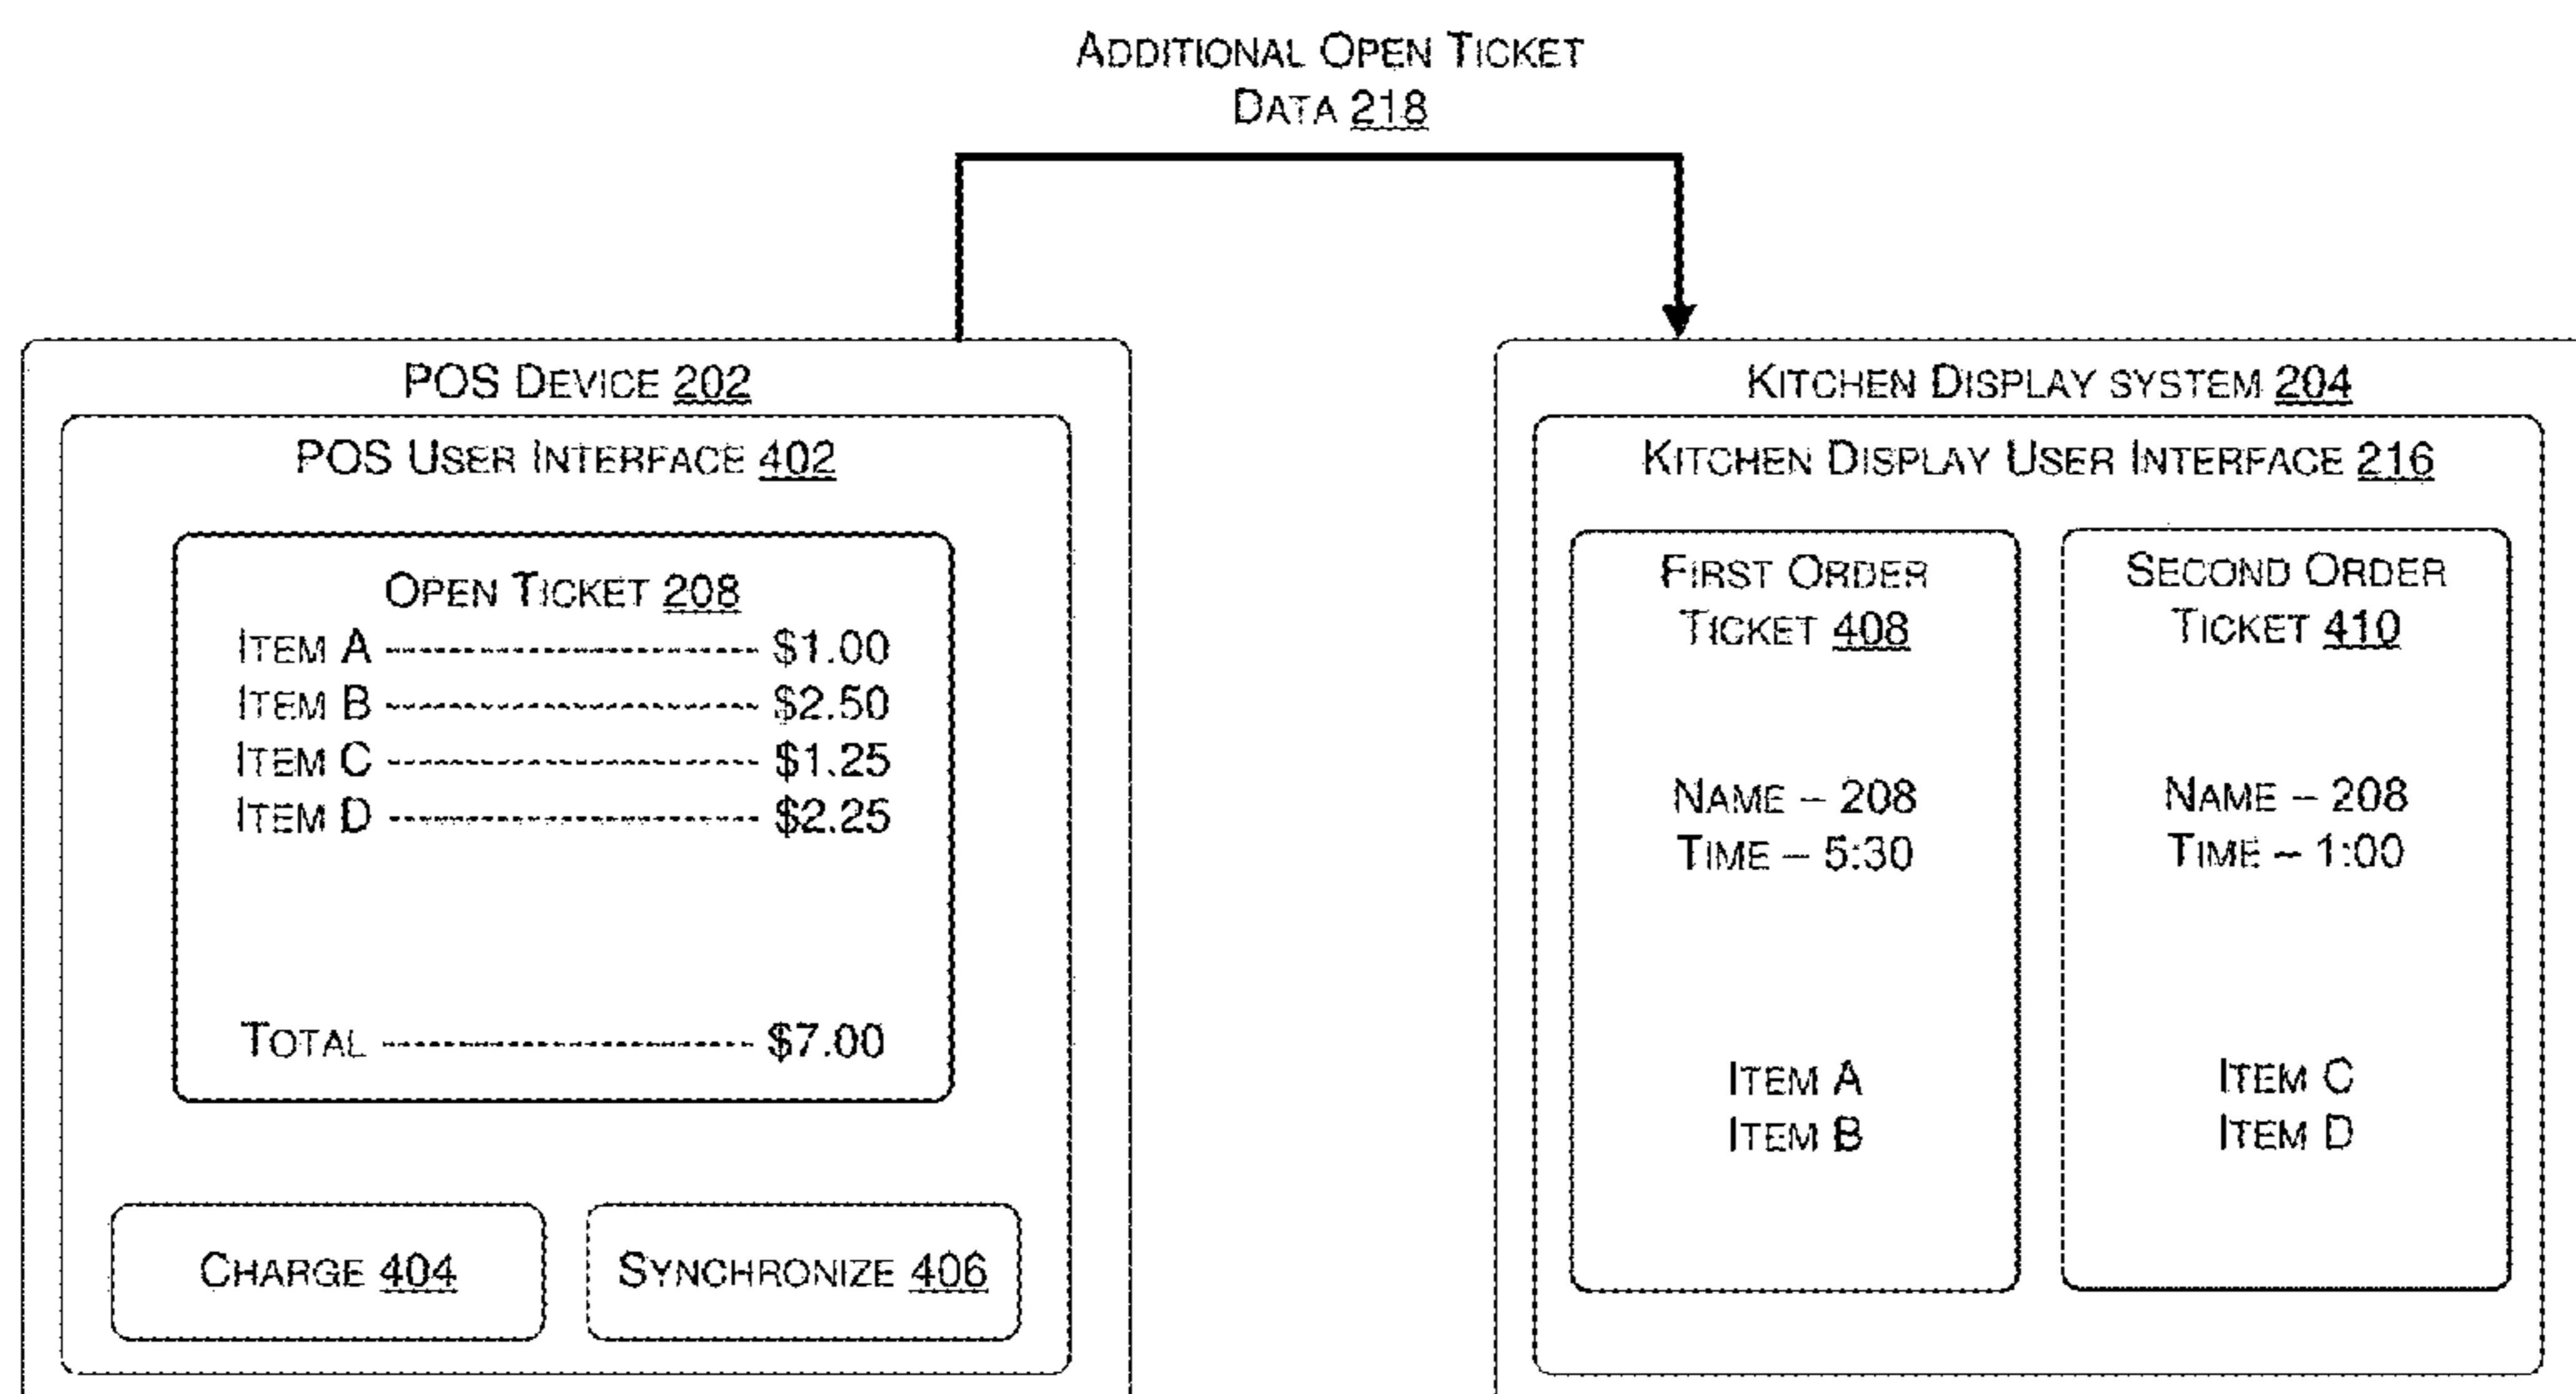 ADDITIONAL OPEN TICKET
DATA 218
POS DEVICE 202
POS USER INTERFACE 402
OPEN TICKET 208
ITEM A ---------------------- $1.00
ITEM B ---------------------- $2.50
ITEM C ---------------------- $1.25
ITEM D ---------------------- $2.25
TOTAL ---------------------- $7.00
CHARGE 404
SYNCHRONIZE 406
KITCHEN DISPLAY SYSTEM 204
KITCHEN DISPLAY USER INTERFACE 216
FIRST ORDER
TICKET 408
NAME – 208
TIME – 5:30
ITEM A
ITEM B
SECOND ORDER
TICKET 410
NAME – 208
TIME – 1:00
ITEM C
ITEM D